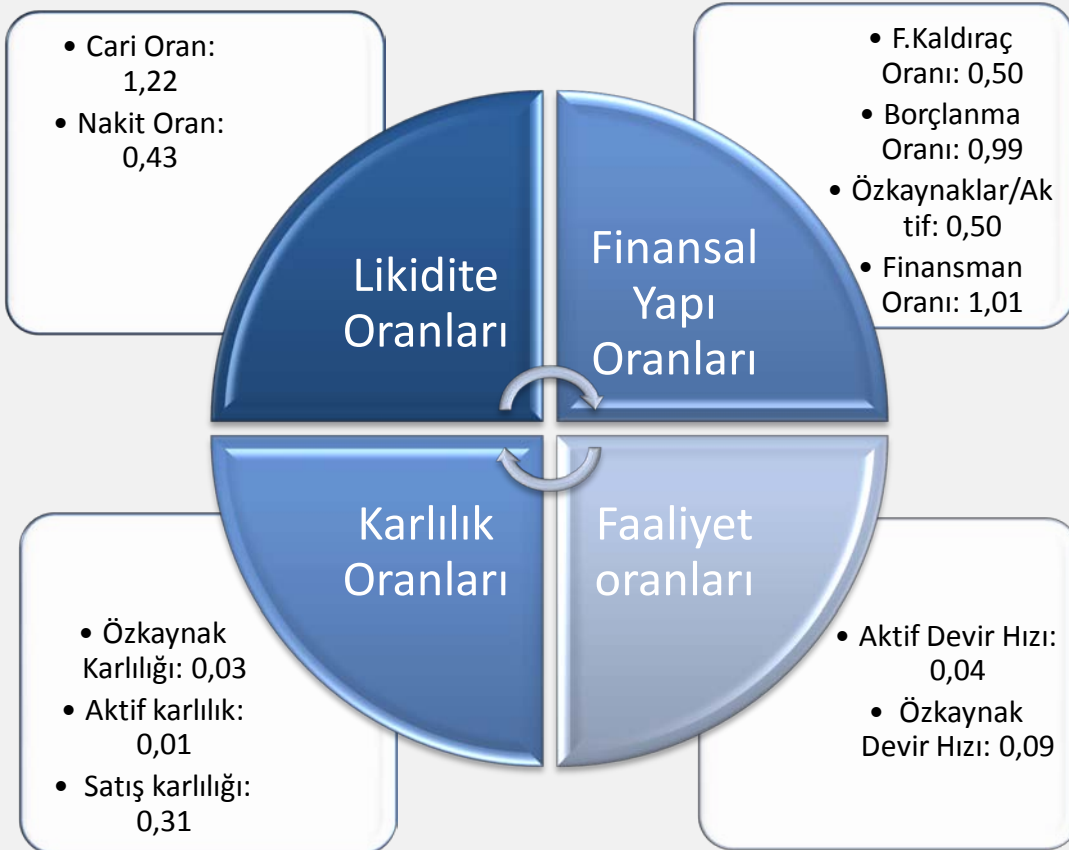 • Cari Oran:
1,22
• Nakit Oran:
0,43
• F.Kaldıraç
Oranı: 0,50
• Borçlanma
Oranı: 0,99
• Özkaynaklar/Ak
tif: 0,50
• Finansman
Oranı: 1,01
Likidite
Oranları
Finansal
Yapı
Oranları
Karlılık
Oranları
Faaliyet
oranları
• Özkaynak
Karlılığı: 0,03
• Aktif karlılık:
0,01
• Satış karlılığı:
0,31
• Aktif Devir Hızı:
0,04
• Özkaynak
Devir Hızı: 0,09